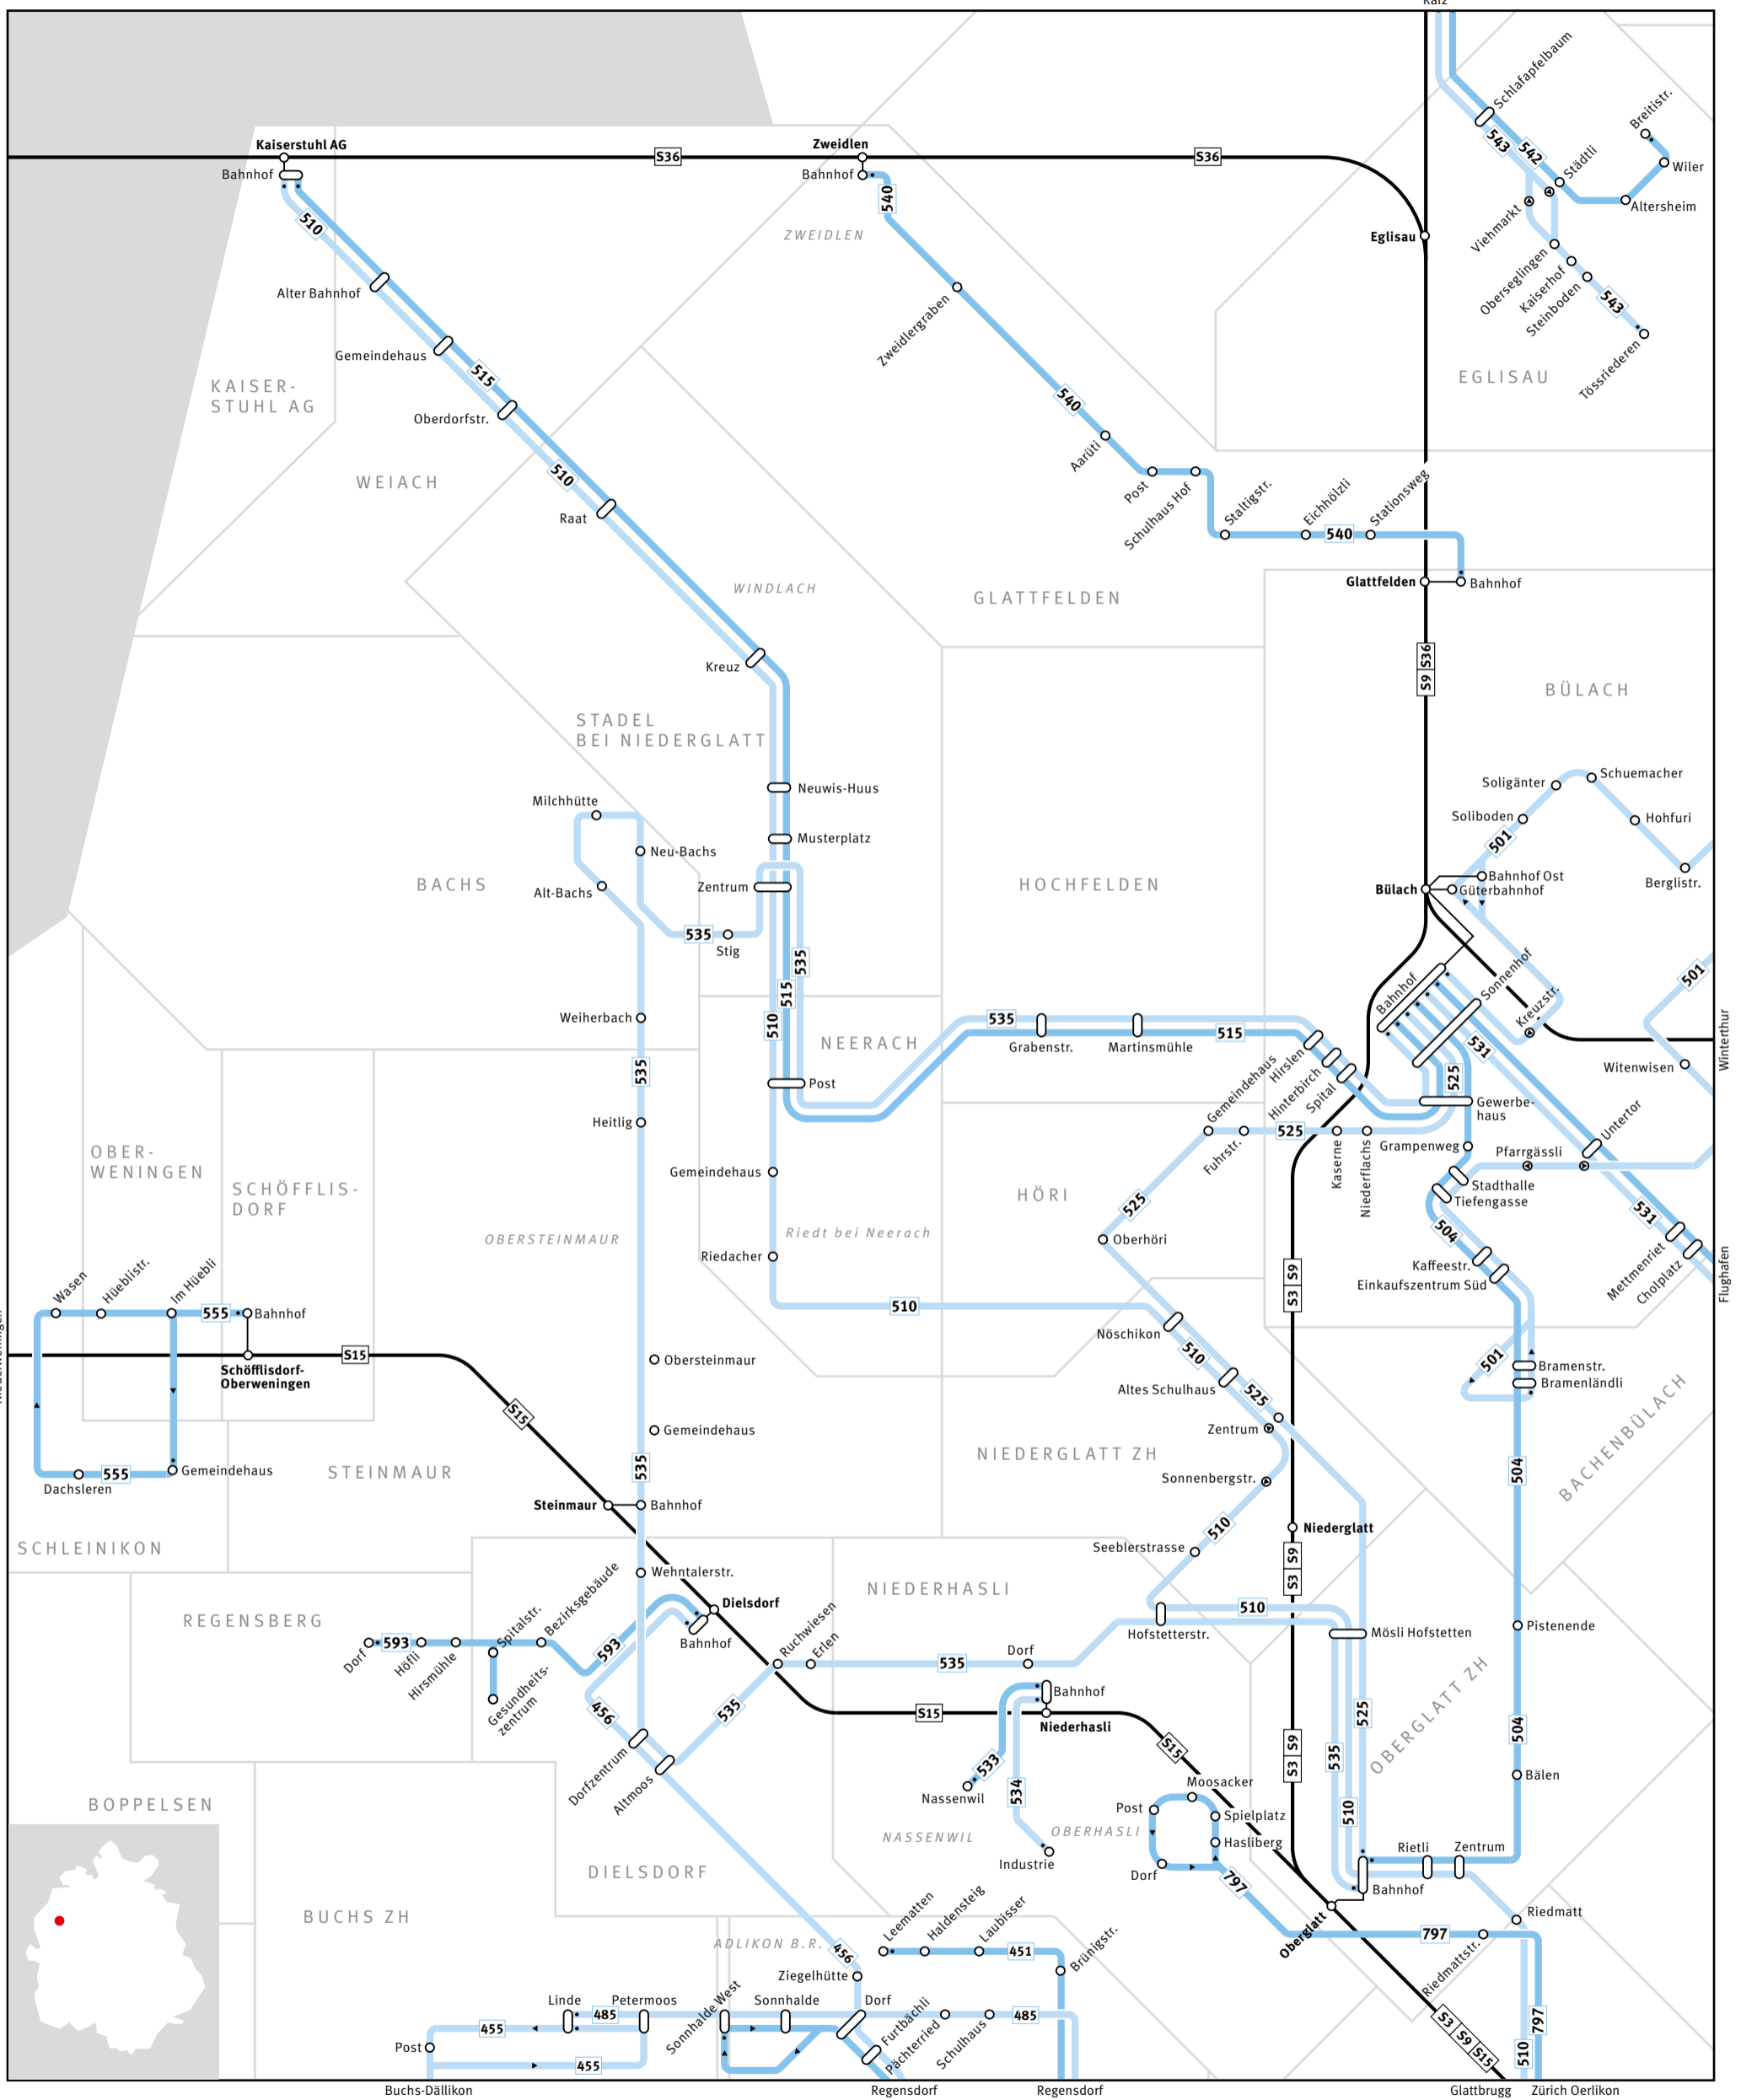 Kaiserstuhl AG
Bahnhof
S36
Zweidlen
Bahnhof
S36
540
ZWEIDLEN
510
Alter Bahnhof
Gemeindehaus
515
Oberdorfstr.
KAISER-
STUHL AG
WEIACH
510
Raat
Zweidlergraben
540
Aarüti
Post
Schulhaus Hof
Staltigstr.
Eichhölzli
540
Stationsweg
Eglisau
Schlafapfelbaum
543
542
Städtli
Breitistr.
Wiler
Altersheim
Viehmarkt
Oberseglingen
Kaiserhof
Steinboden
543
Tössriederen
EGLISAU
Glattfelden
Bahnhof
WINDLACH
GLATTFELDEN
S9 S36
BÜLACH
Kreuz
STADEL
BEI NIEDERGLATT
Neuwis-Huus
Musterplatz
Zentrum
Milchhütte
Neu-Bachs
Alt-Bachs
BACHS
535
Stig
535
515
510
HOCHFELDEN
Soligänter
Schuemacher
Soliboden
Hohfuri
501
Berglistr.
Bülach
Bahnhof Ost
Güterbahnhof
Bahnhof
Sonnenhof
Kreuzstr.
501
Winterthur
Witenwisen
Weiherbach
535
Heitlig
NEERACH
Post
535
Grabenstr.
Martinsmühle
515
Gemeindehaus
Hirslen
Hinterbirch
Spital
531
525
Gewerbe-
haus
Fuhrstr.
525
Kaserne
Niederflachs
Grampenweg
Pfarrgässli
Untertor
Stadthalle
Tiefengasse
504
Kaffeestr.
Einkaufszentrum Süd
531
Mettmenriet
Cholplatz
Flughafen
OBER-
WENINGEN
SCHÖFFLIS-
DORF
OBERSTEINMAUR
Gemeindehaus
Riedt bei Neerach
Riedacher
HÖRI
525
Oberhöri
S3 S9
510
Nöschikon
510
Altes Schulhaus
525
Zentrum
Sonnenbergstr.
NIEDERGLATT ZH
501
Bramenstr.
Bramenländli
BACHENBÜLACH
504
Wasen
Hüeblistr.
Im Hüebli
555
Bahnhof
Schöfflisdorf-
Oberweningen
S15
S15
Obersteinmaur
Gemeindehaus
Gemeindehaus
555
Dachsleren
STEINMAUR
535
Steinmaur
Bahnhof
SCHLEINIKON
510
Seeblerstrasse
Niederglatt
S3 S9
REGENSBERG
Wehntalerstr.
Dielsdorf
Bahnhof
NIEDERHASLI
510
Hofstetterstr.
Mösli Hofstetten
Pistenende
Dorf
593
Höfli
Hirsmühle
Spitalstr.
Bezirksgebäude
Gesundheits-
zentrum
593
456
Ruchwiesen
Erlen
535
Dorf
535
Bahnhof
S15
Niederhasli
S15
533
Nassenwil
534
Industrie
NASSENWIL
OBERHASLI
Moosacker
Post
Spielplatz
Hasliberg
Dorf
797
S3 S9
535
510
525
OBERGLATT ZH
504
Bälen
Rietli
Zentrum
Bahnhof
Oberglatt
797
Riedmatt
Riedmattstr.
Dorfzentrum
Altmoos
BOPPELSEN
DIELSDORF
BUCHS ZH
ADLIKON B.R.
456
Ziegelhütte
Leematten
Haldensteig
Laubisser
451
Brünigstr.
Linde
485
Petermoos
Sonnhalde West
Sonnhalde
Dorf
Furtbächli
Pächterried
Schulhaus
485
455
Post
455
S3 S9 S15
510
797
Buchs-Dällikon
Regensdorf
Regensdorf
Glattbrugg
Zürich Oerlikon